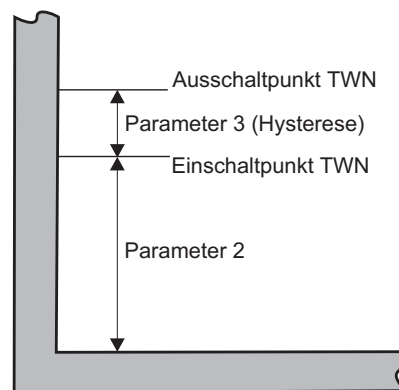 Ausschaltpunkt TWN
Parameter 3 (Hysterese)
Einschaltpunkt TWN
Parameter 2